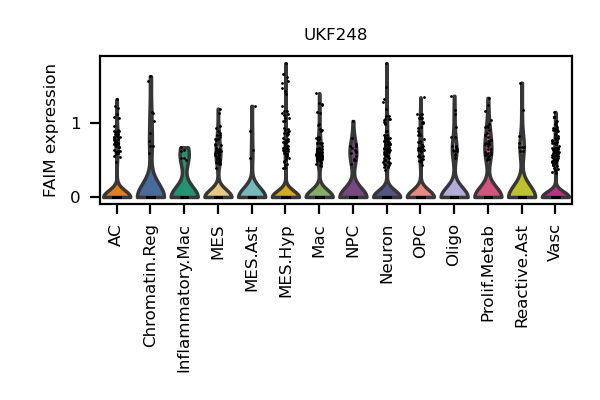 UKF248
FAIM expression
1
0
AC
Chromatin.Reg
Inflammatory.Mac
MES
MES.Ast
MES.Hyp
Mac
NPC
Neuron
OPC
Oligo
Prolif.Metab
Reactive.Ast
Vasc